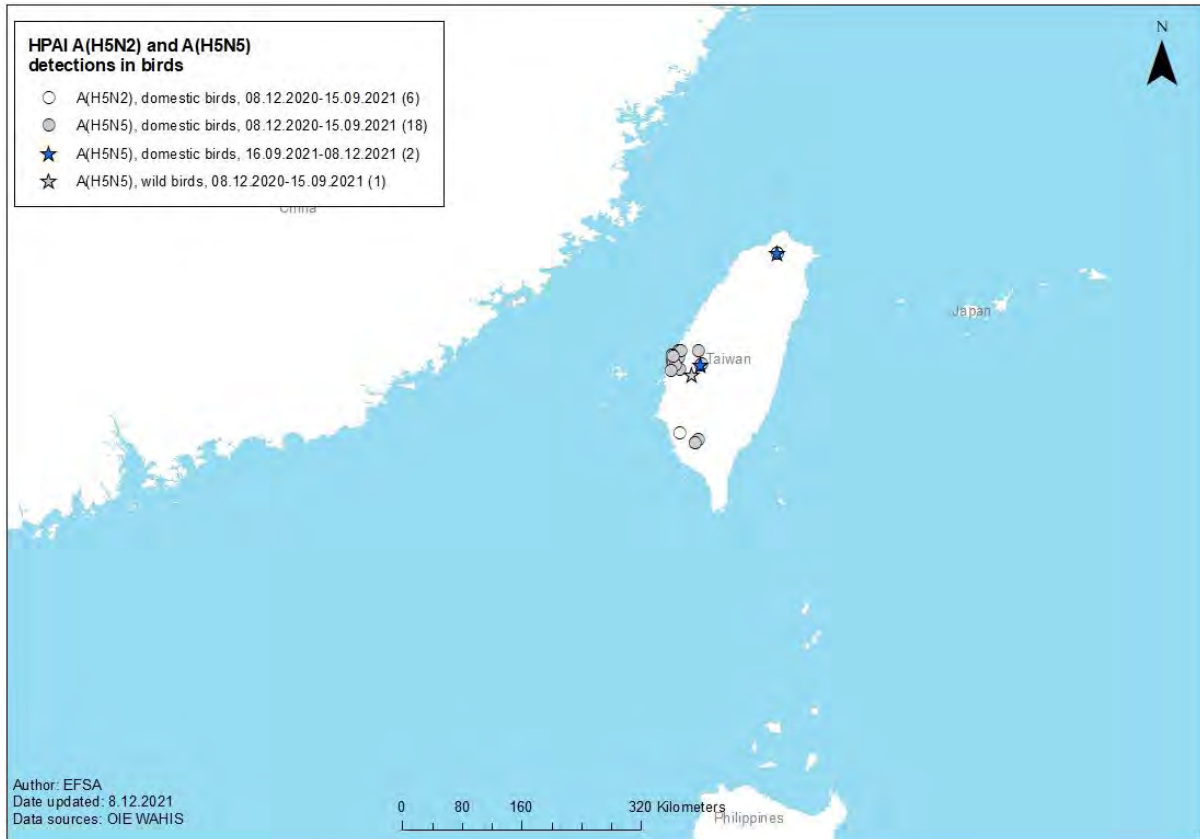 HPAI A(H5N2) and A(H5N5)
detections in birds
A(H5N2), domestic birds, 08.12.2020-15.09.2021 (6)
A(H5N5), domestic birds, 08.12.2020-15.09.2021 (18)
A(H5N5), domestic birds, 16.09.2021-08.12.2021 (2)
A(H5N5), wild birds, 08.12.2020-15.09.2021 (1)
N
China
Japan
Taiwan
Author: EFSA
Date updated: 8.12.2021
Data sources: OIE WAHIS
0 80 160 320 Kilometers
Philippines